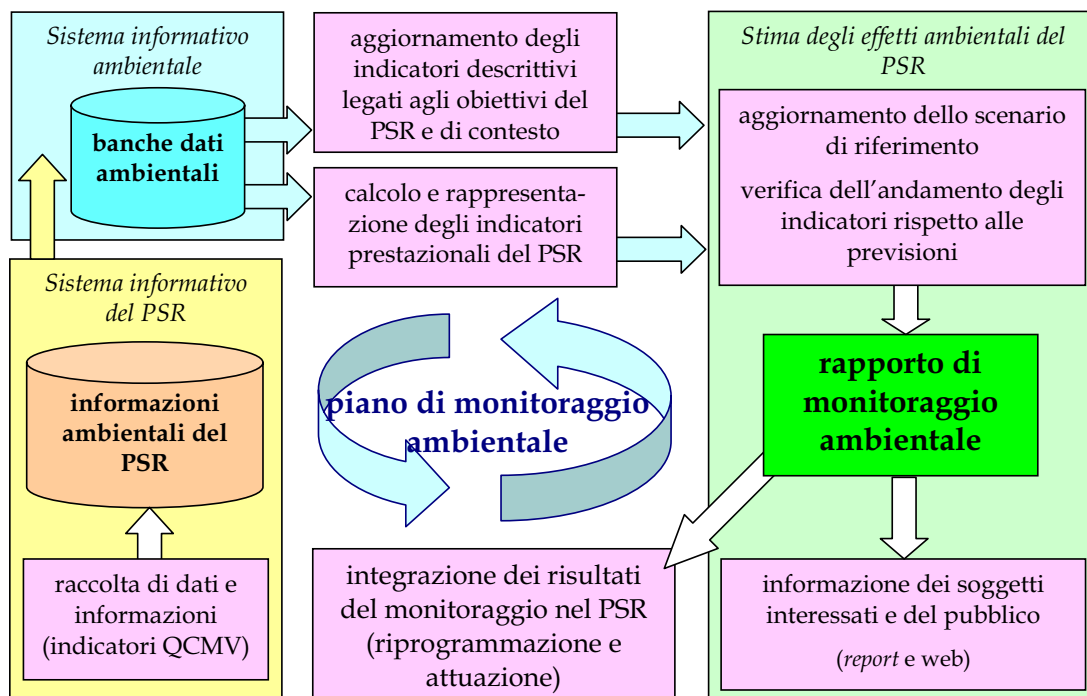 Sistema informativo
ambientale
banche dati
ambientali
aggiornamento degli
indicatori descrittivi
legati agli obiettivi del
PSR e di contesto
calcolo e rappresenta-
zione degli indicatori
prestazionali del PSR
Stima degli effetti ambientali del
PSR
aggiornamento dello scenario
di riferimento
verifica dell’andamento degli
indicatori rispetto alle
previsioni
Sistema informativo
del PSR
informazioni
ambientali del
PSR
raccolta di dati e
informazioni
(indicatori QCMV)
piano di monitoraggio
ambientale
rapporto di
monitoraggio
ambientale
integrazione dei risultati
del monitoraggio nel PSR
(riprogrammazione e
attuazione)
informazione dei soggetti
interessati e del pubblico
(report e web)